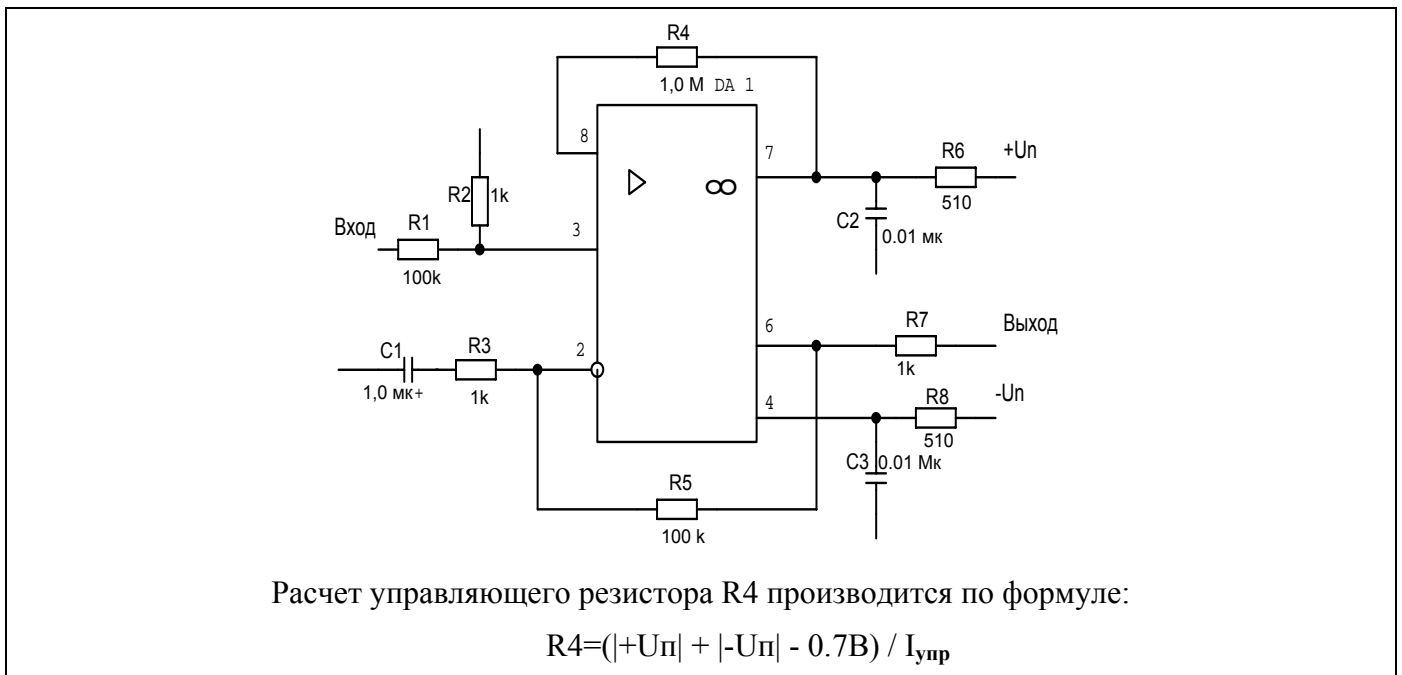 R4
1,0 M DA 1
8
7
R6
+Un
R2
1k
510
C2
Вход
R1
3
0.01 мк
100k
6
R7
Выход
C1
R3
2
1,0 мк+
1k
1k
4
R8
-Un
510
C3
0.01 Мк
R5
100 k
Расчет управляющего резистора R4 производится по формуле:
R4=(|+Uп| + |-Uп| - 0.7В) / Iупр